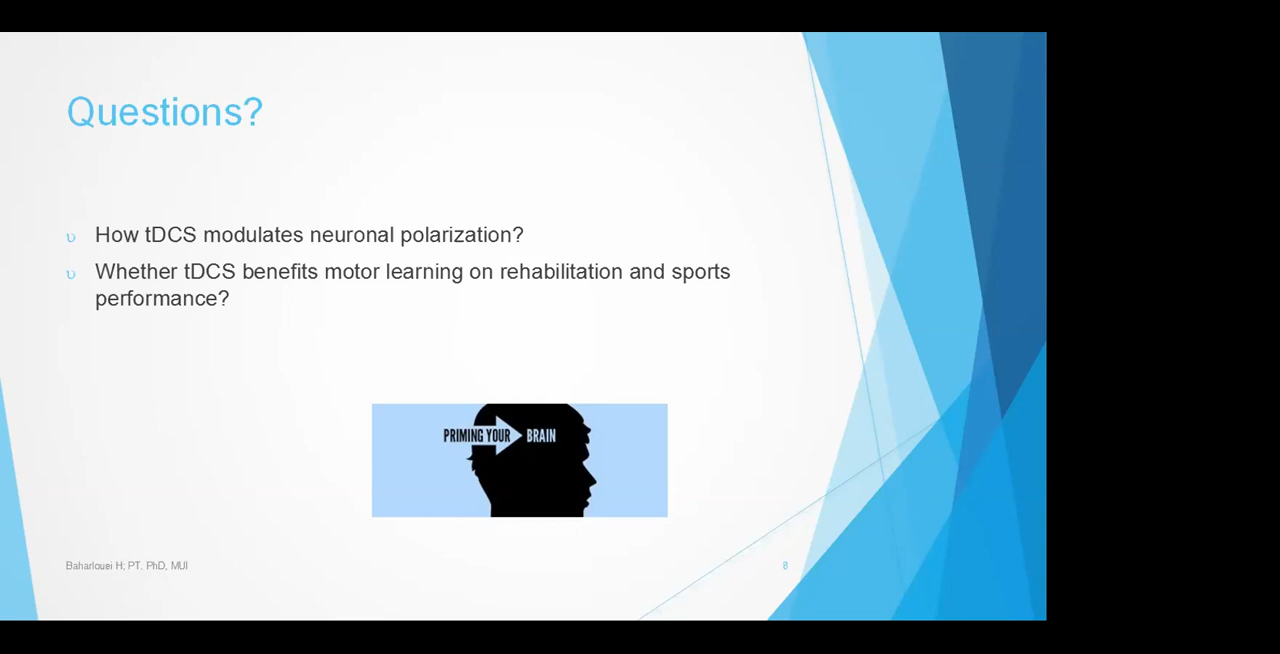 Questions?
υ How tDCS modulates neuronal polarization?
υ Whether tDCS benefits motor learning on rehabilitation and sports
performance?
PRIMING YOUR BRAIN
Baharlouei H; PT. PhD, MUI
8